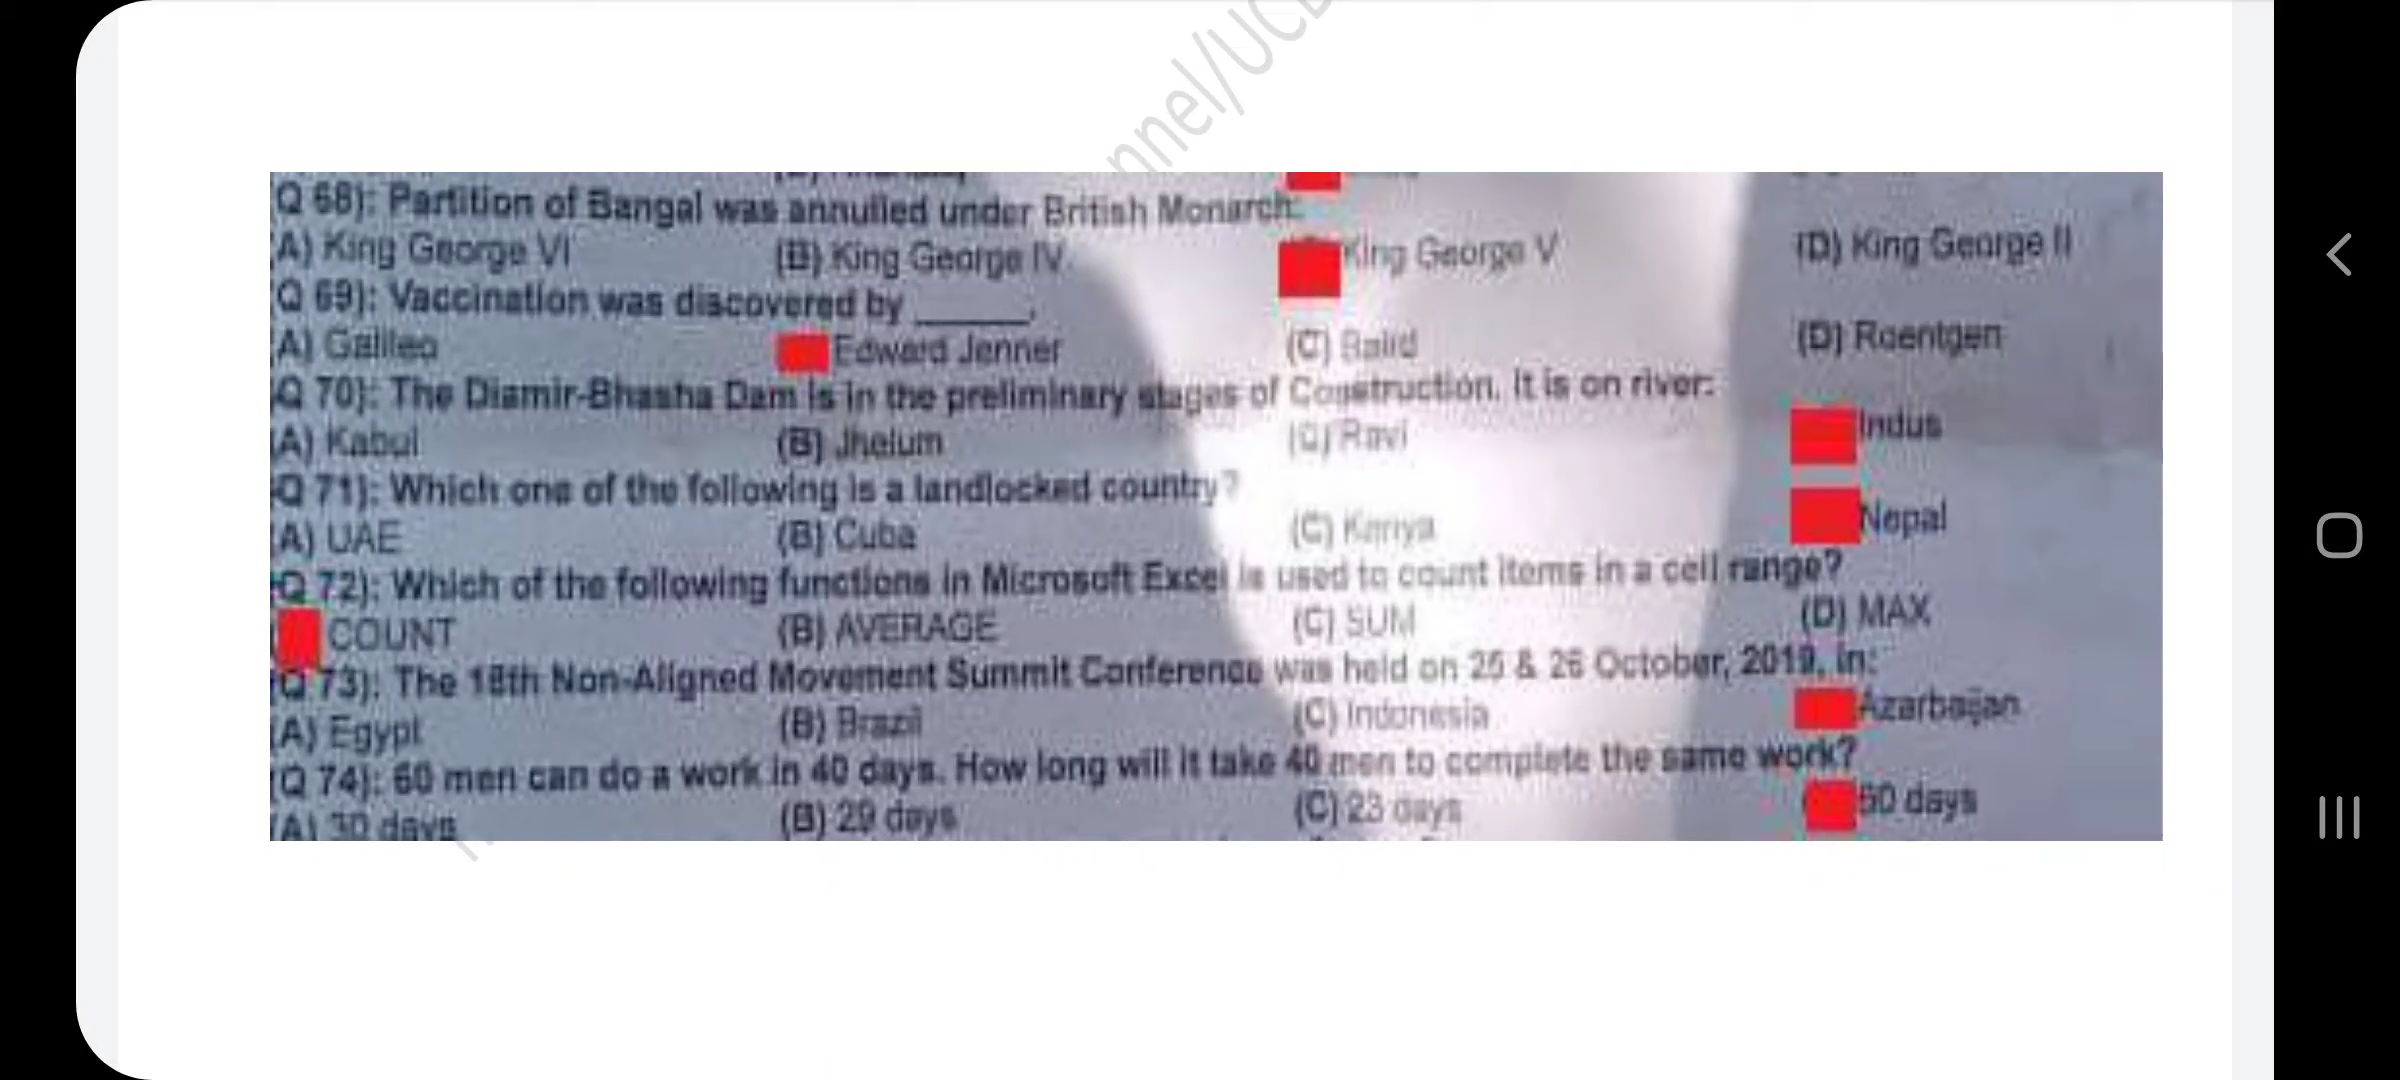 nnel/UC
(Q 68): Partition of Bangal was annulled under British Monarch:
(A) King George VI (B) King George IV King George V (D) King George II
(Q 69): Vaccination was discovered by ______.
(A) Galileo Edward Jenner (C) Baird (D) Roentgen
(Q 70): The Diamir-Bhasha Dam is in the preliminary stages of Construction. It is on river:
(A) Kabul (B) Jhelum (C) Ravi Indus
(Q 71): Which one of the following is a landlocked country?
(A) UAE (B) Cuba (C) Kenya Nepal
(Q 72): Which of the following functions in Microsoft Excel is used to count items in a cell range?
COUNT (B) AVERAGE (C) SUM (D) MAX
(Q 73): The 18th Non-Aligned Movement Summit Conference was held on 25 & 26 October, 2019, in:
(A) Egypt (B) Brazil (C) Indonesia Azarbaijan
(Q 74): 60 men can do a work in 40 days. How long will it take 40 men to complete the same work?
(A) 30 days (B) 29 days (C) 23 days 60 days